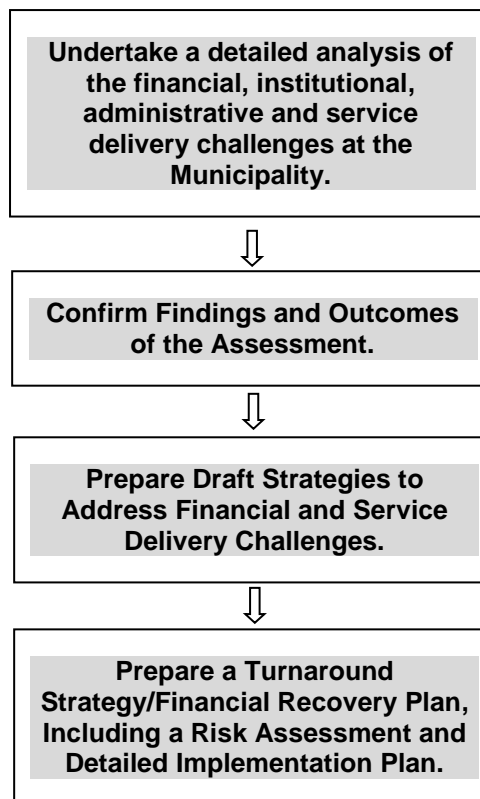 Undertake a detailed analysis of
the financial, institutional,
administrative and service
delivery challenges at the
Municipality.
Confirm Findings and Outcomes
of the Assessment.
Prepare Draft Strategies to
Address Financial and Service
Delivery Challenges.
Prepare a Turnaround
Strategy/Financial Recovery Plan,
Including a Risk Assessment and
Detailed Implementation Plan.